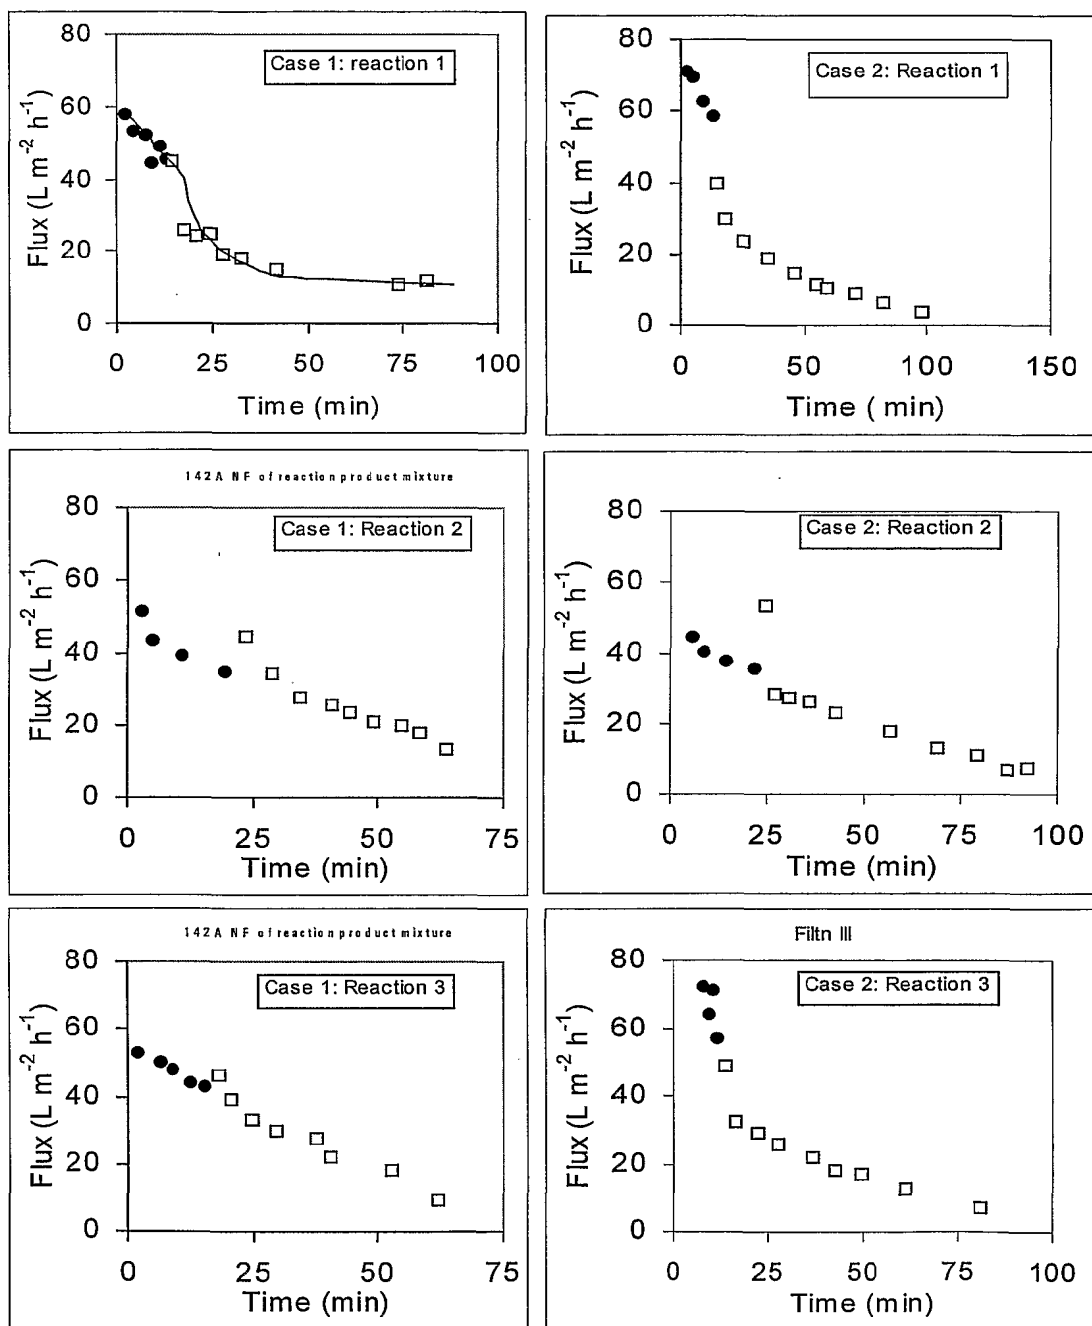 80
60
40
20
0
Flux (L m⁻² h⁻¹)
Case 1: reaction 1
0 25 50 75 100
Time (min)
80
60
40
20
0
Flux (L m⁻² h⁻¹)
Case 2: Reaction 1
0 50 100 150
Time ( min)
142A NF of reaction product mixture
80
60
40
20
0
Flux (L m⁻² h⁻¹)
Case 1: Reaction 2
0 25 50 75
Time (min)
80
60
40
20
0
Flux (L m⁻² h⁻¹)
Case 2: Reaction 2
0 25 50 75 100
Time (min)
142A NF of reaction product mixture
80
60
40
20
0
Flux (L m⁻² h⁻¹)
Case 1: Reaction 3
0 25 50 75
Time (min)
Filtn III
80
60
40
20
0
Flux (L m⁻² h⁻¹)
Case 2: Reaction 3
0 25 50 75 100
Time (min)